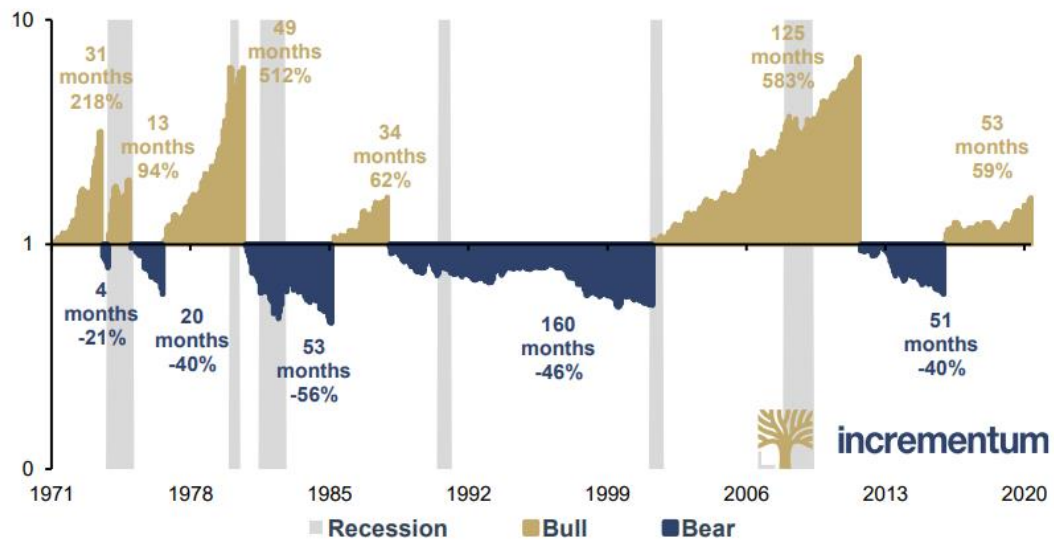 10
31
months
218%
13
months
94%
49
months
512%
34
months
62%
125
months
583%
53
months
59%
1
4
months
-21%
20
months
-40%
53
months
-56%
160
months
-46%
51
months
-40%
incrementum
0
1971 1978 1985 1992 1999 2006 2013 2020
Recession Bull Bear